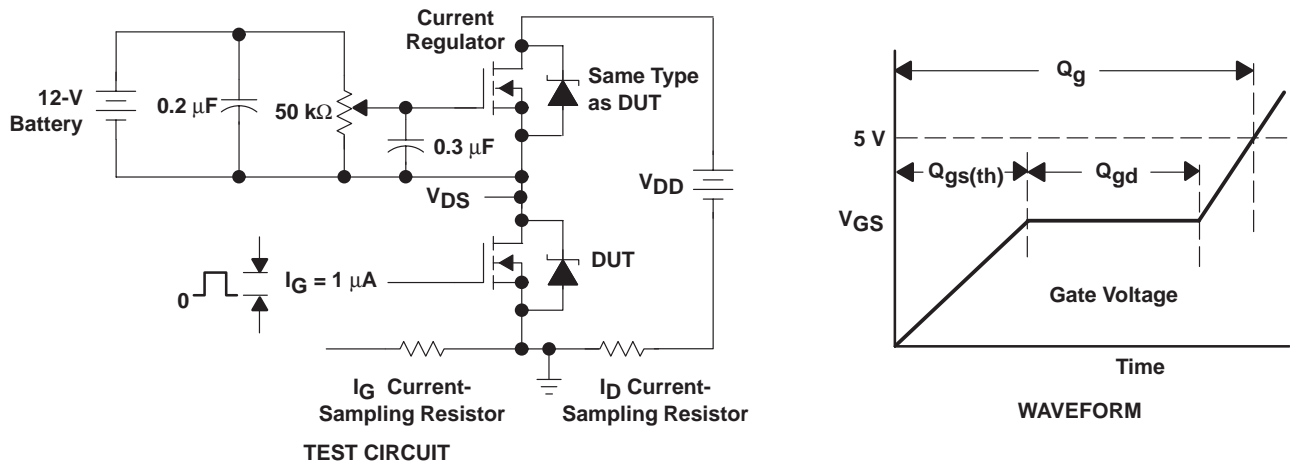 Current
Regulator
12-V
Battery
0.2 μF
50 kΩ
Same Type
as DUT
0.3 μF
VDD
VDS
DUT
0
IG = 1 μA
IG Current-
Sampling Resistor
ID Current-
Sampling Resistor
TEST CIRCUIT
Qg
5 V
Qgs(th)
Qgd
VGS
Gate Voltage
Time
WAVEFORM